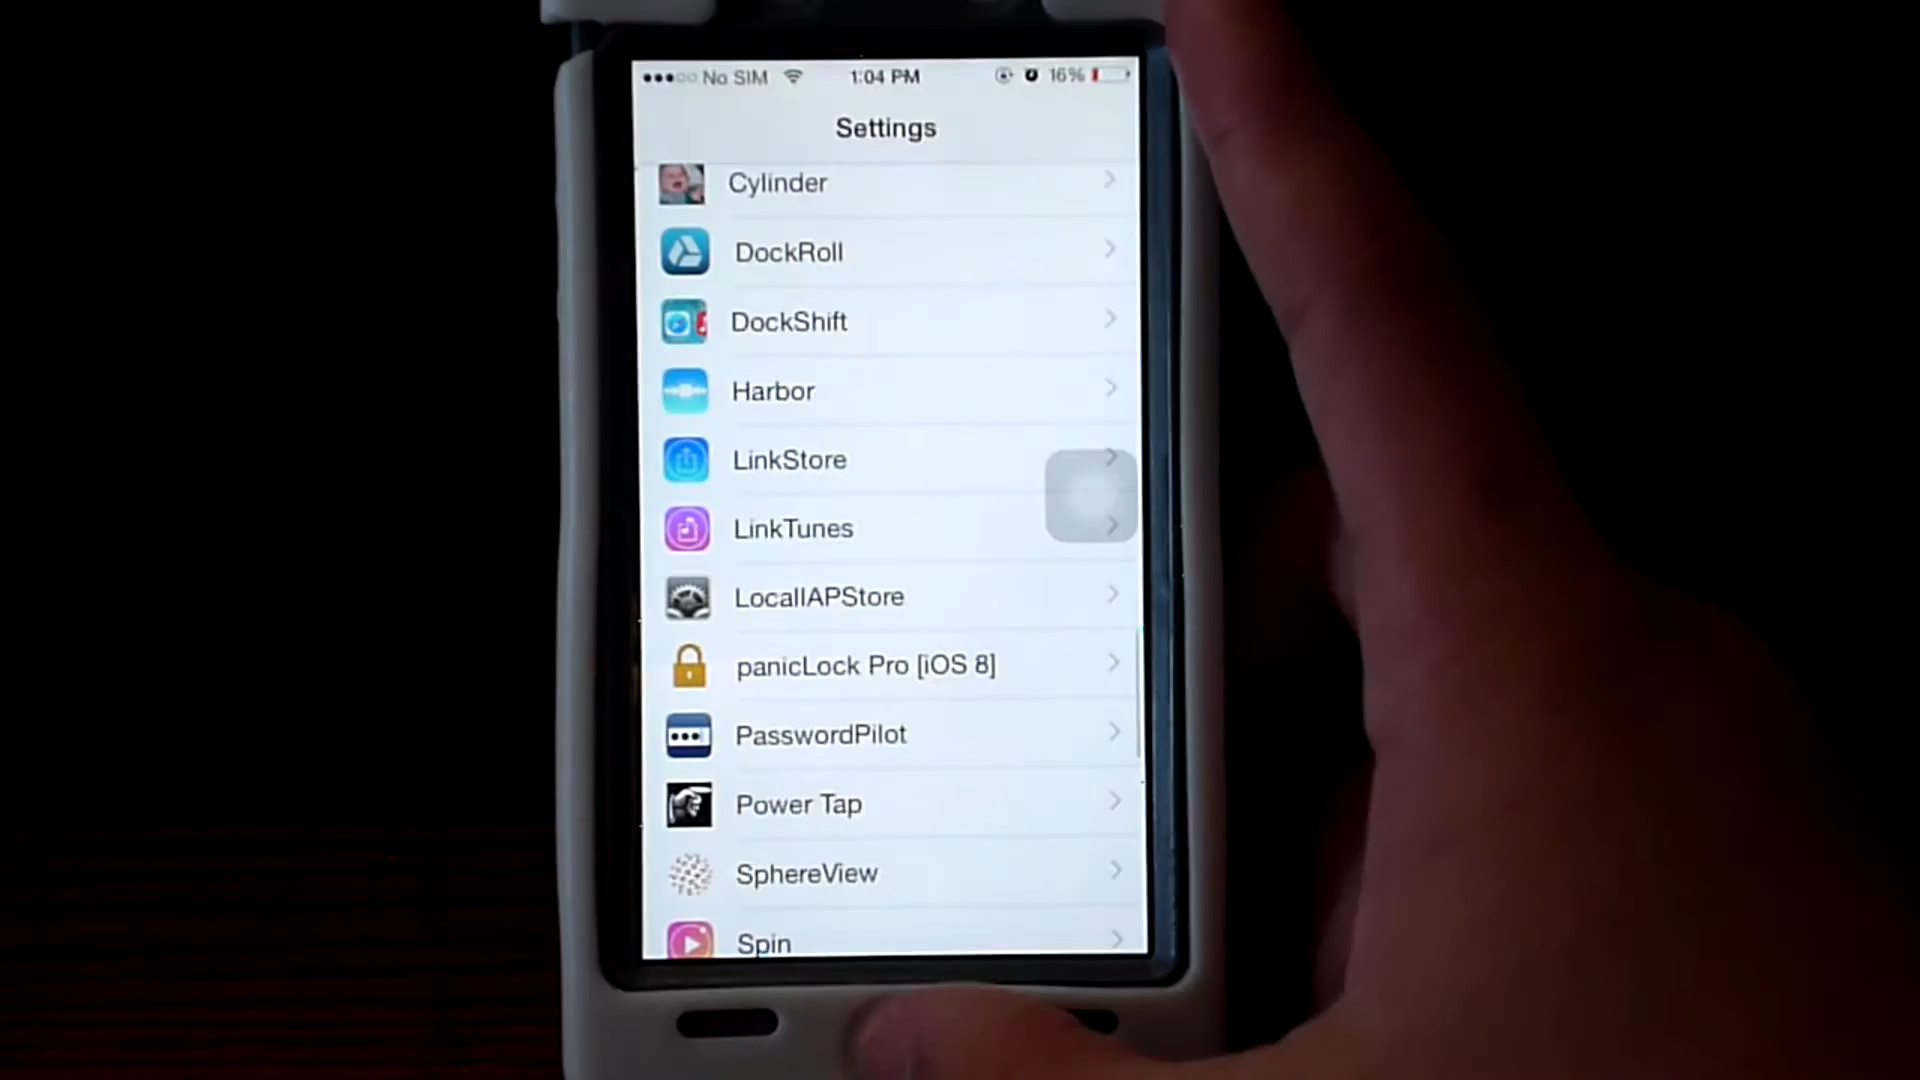 No SIM 1:04 PM 16%
Settings
Cylinder
DockRoll
DockShift
Harbor
LinkStore
LinkTunes
LocalIAPStore
panicLock Pro [iOS 8]
PasswordPilot
Power Tap
SphereView
Spin